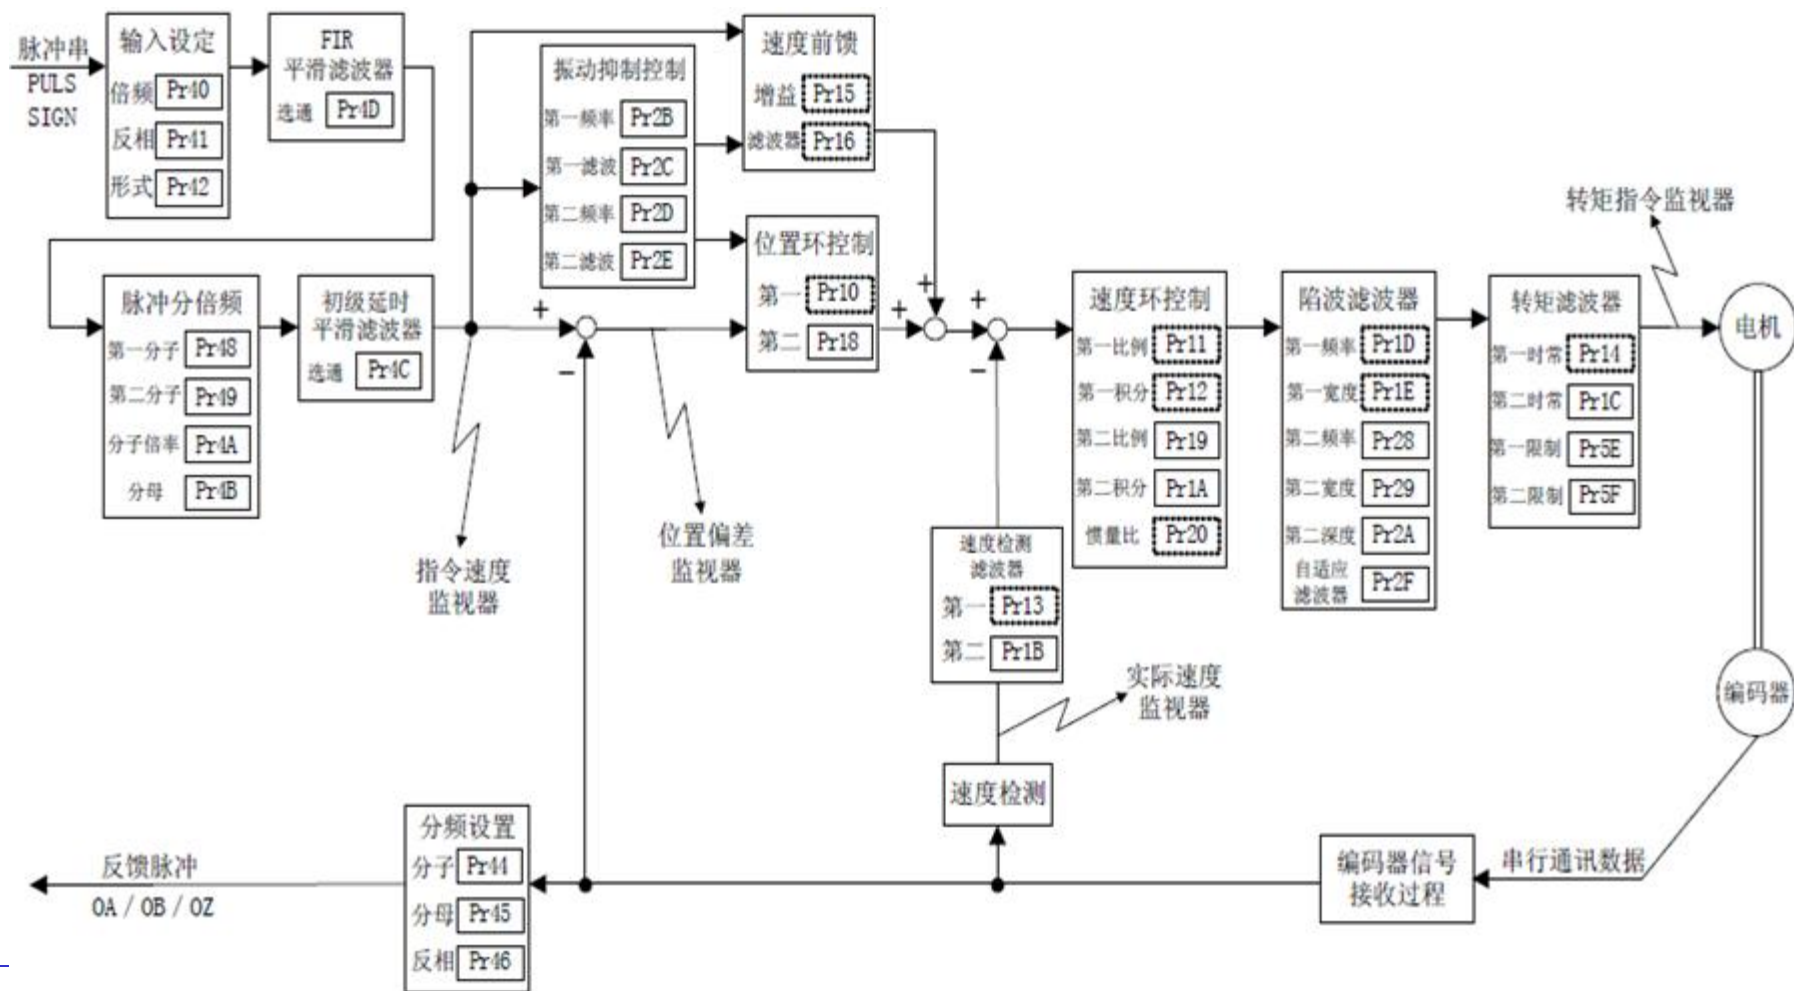 脉冲串
PULS
SIGN
输入设定
倍频 Pr40
反相 Pr41
形式 Pr42
FIR
平滑滤波器
选通 Pr4D
脉冲分倍频
第一分子 Pr48
第二分子 Pr49
分子倍率 Pr4A
分母 Pr4B
初级延时
平滑滤波器
选通 Pr4C
振动抑制控制
第一频率 Pr2B
第一滤波 Pr2C
第二频率 Pr2D
第二滤波 Pr2E
速度前馈
增益 Pr15
滤波器 Pr16
位置环控制
第一 Pr10
第二 Pr18
+
−
+
+
+
−
指令速度
监视器
位置偏差
监视器
速度环控制
第一比例 Pr11
第一积分 Pr12
第二比例 Pr19
第二积分 Pr1A
惯量比 Pr20
陷波滤波器
第一频率 Pr1D
第一宽度 Pr1E
第二频率 Pr28
第二宽度 Pr29
第二深度 Pr2A
自适应
滤波器 Pr2F
转矩滤波器
第一时常 Pr14
第二时常 Pr1C
第一限制 Pr5E
第二限制 Pr5F
转矩指令监视器
电机
编码器
速度检测
滤波器
第一 Pr13
第二 Pr1B
实际速度
监视器
速度检测
编码器信号
接收过程
串行通讯数据
分频设置
分子 Pr44
分母 Pr45
反相 Pr46
反馈脉冲
OA / OB / OZ